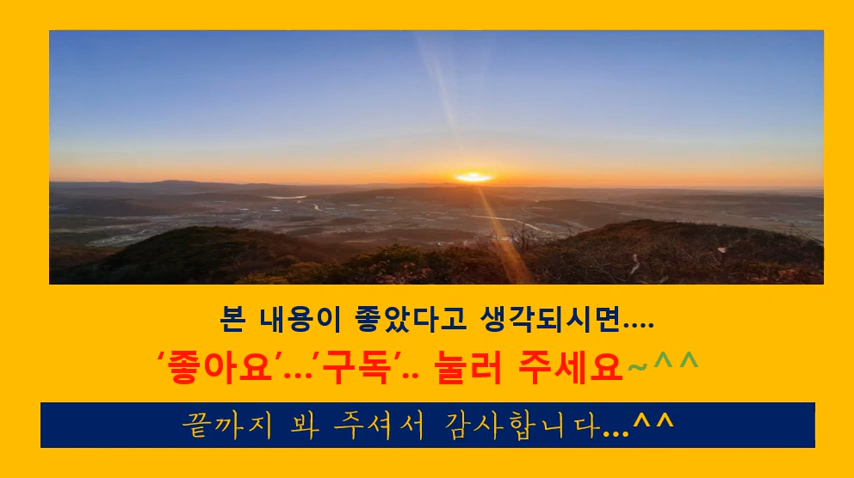 본 내용이 좋았다고 생각되시면....
‘좋아요’...’구독’.. 눌러 주세요~^^
끝까지 봐 주셔서 감사합니다...^^